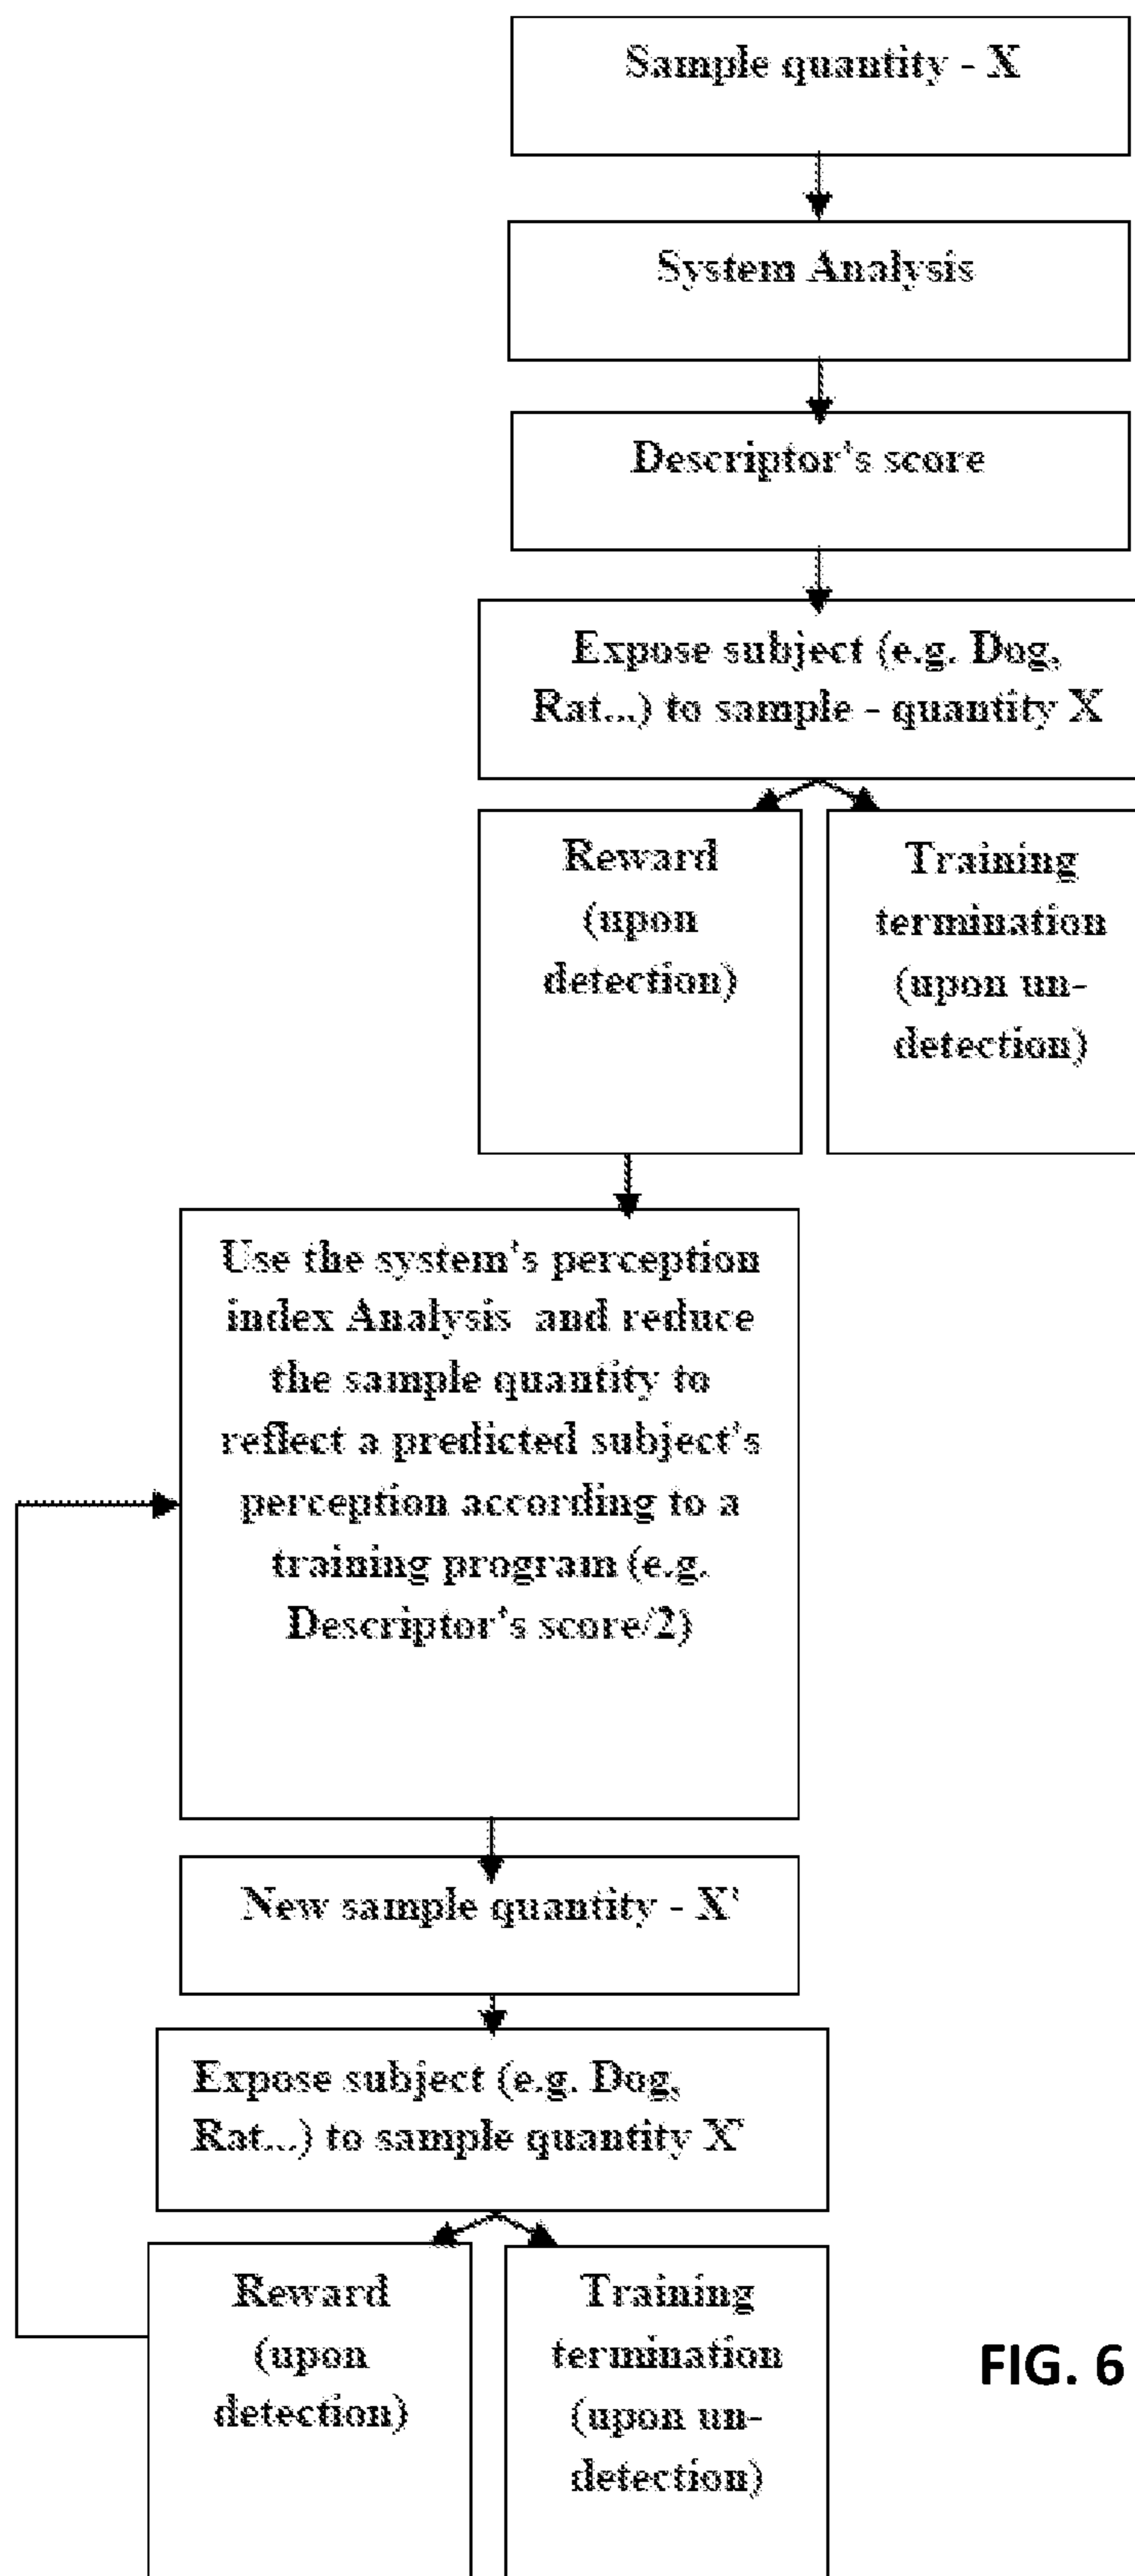 Sample quantity - X
System Analysis
Descriptor's score
Expose subject (e.g. Dog,
Rat...) to sample - quantity X
Reward
(upon
detection)
Training
termination
(upon un-
detection)
Use the system's perception
index Analysis and reduce
the sample quantity to
reflect a predicted subject's
perception according to a
training program (e.g.
Descriptor's score/2)
New sample quantity - X'
Expose subject (e.g. Dog,
Rat...) to sample quantity X'
Reward
(upon
detection)
Training
termination
(upon un-
detection)
FIG. 6